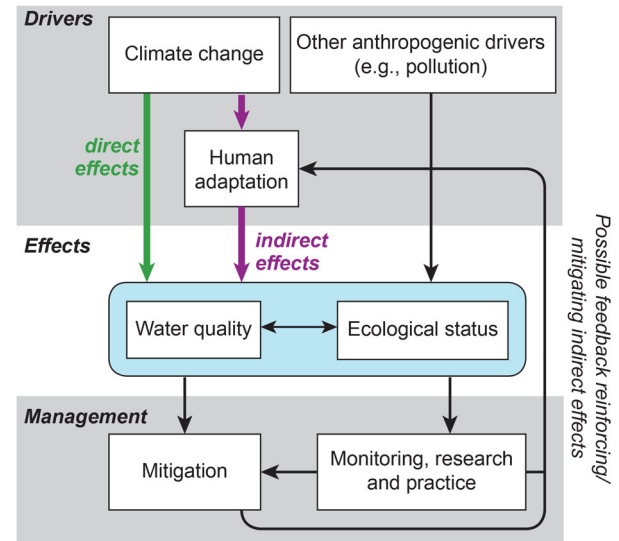 Drivers
Climate change
Other anthropogenic drivers
(e.g., pollution)
direct
effects
Human
adaptation
Effects
indirect
effects
Water quality
Ecological status
Management
Mitigation
Monitoring, research
and practice
Possible feedback reinforcing/
mitigating indirect effects